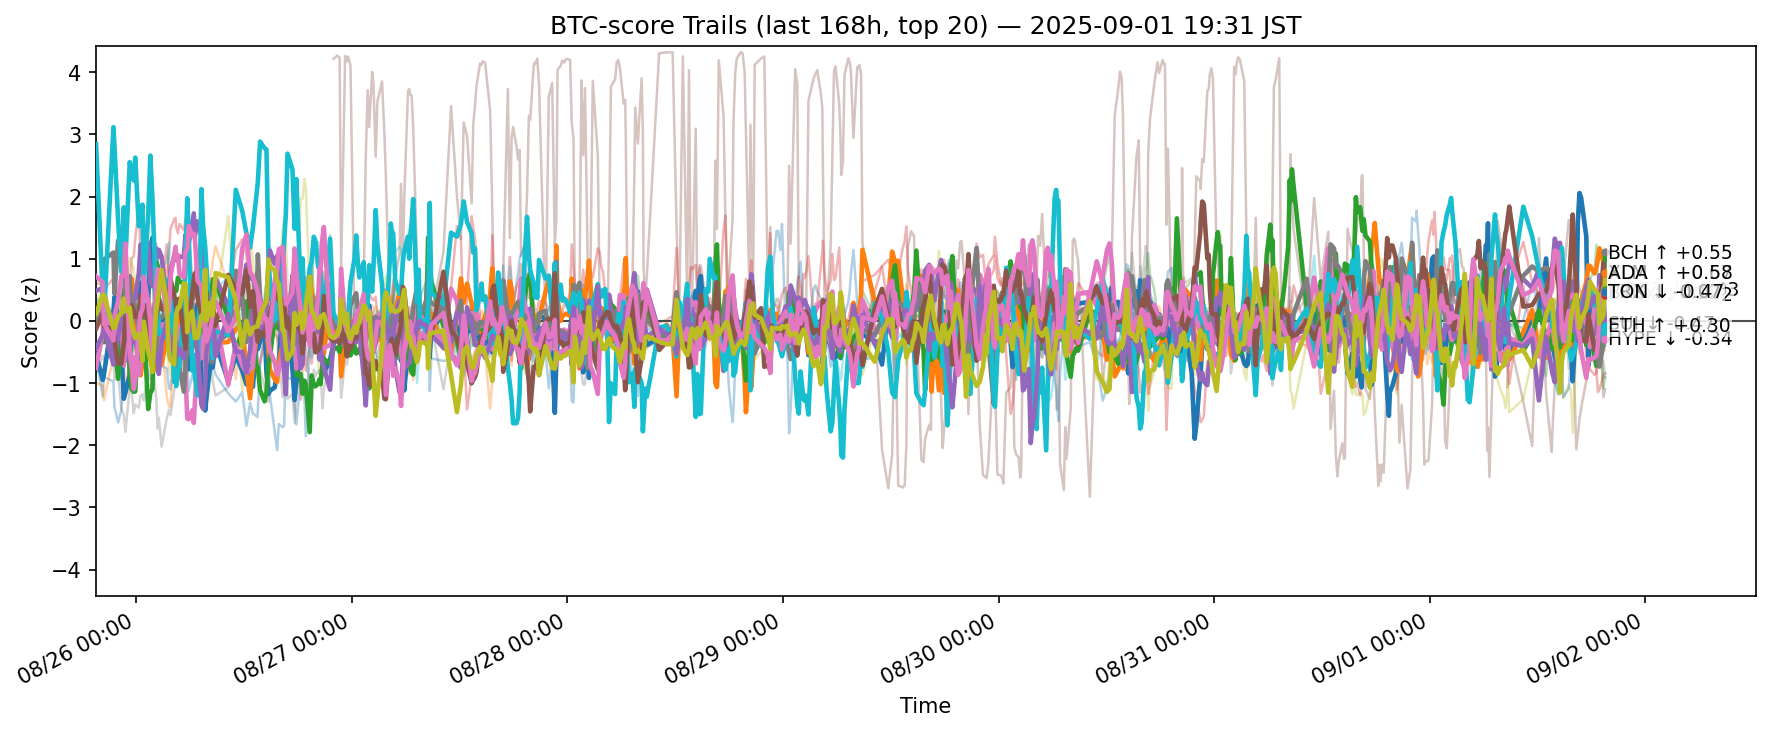 BTC-score Trails (last 168h, top 20) — 2025-09-01 19:31 JST
Score (z)
4
3
2
1
0
−1
−2
−3
−4
BCH ↑ +0.55
ADA ↑ +0.58
TON ↓ -0.47
ETH ↑ +0.30
HYPE ↓ -0.34
08/26 00:00
08/27 00:00
08/28 00:00
08/29 00:00
08/30 00:00
08/31 00:00
09/01 00:00
09/02 00:00
Time